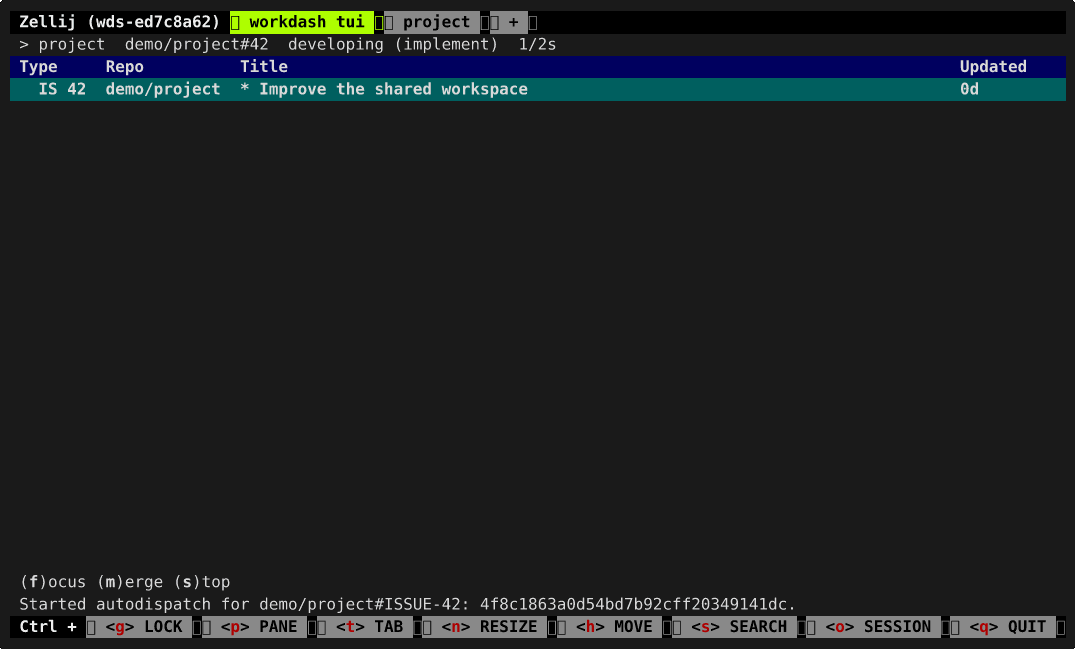 Zellij (wds-ed7c8a62) workdash tui project +
> project demo/project#42 developing (implement) 1/2s
Type Repo Title Updated
IS 42 demo/project * Improve the shared workspace 0d
(f)ocus (m)erge (s)top
Started autodispatch for demo/project#ISSUE-42: 4f8c1863a0d54bd7b92cff20349141dc.
Ctrl + <g> LOCK <p> PANE <t> TAB <n> RESIZE <h> MOVE <s> SEARCH <o> SESSION <q> QUIT